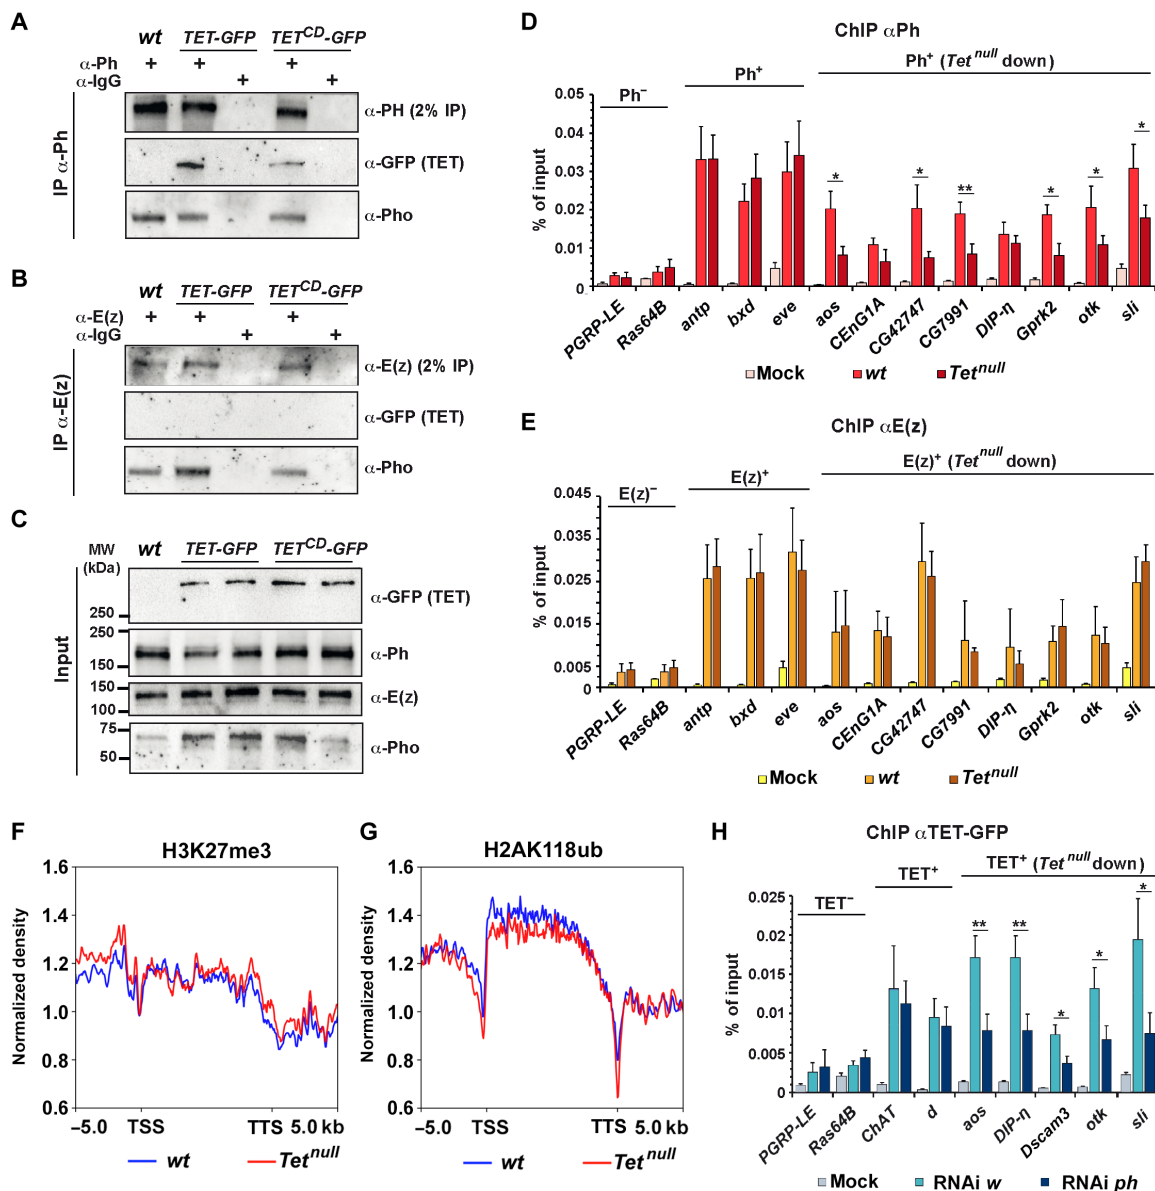 A
wt TET-GFP TET^CD-GFP
α-Ph + + +
α-IgG + +
IP α-Ph
α-PH (2% IP)
α-GFP (TET)
α-Pho
B
wt TET-GFP TET^CD-GFP
α-E(z) + + +
α-IgG + +
IP α-E(z)
α-E(z) (2% IP)
α-GFP (TET)
α-Pho
C
MW (kDa)
wt TET-GFP TET^CD-GFP
Input
250
α-GFP (TET)
250
150
α-Ph
150
100
α-E(z)
75
50
α-Pho
D
ChIP αPh
Ph⁻
Ph⁺
Ph⁺ (Tet^null down)
% of input
0.05
0.04
0.03
0.02
0.01
0
* * ** * * *
PGRP-LE Ras64B antp bxd eve aos CEnG1A CG42747 CG7991 DIP-η Gprk2 otk sli
Mock wt Tet^null
E
ChIP αE(z)
E(z)⁻
E(z)⁺
E(z)⁺ (Tet^null down)
% of input
0.045
0.035
0.025
0.015
0.005
0
PGRP-LE Ras64B antp bxd eve aos CEnG1A CG42747 CG7991 DIP-η Gprk2 otk sli
Mock wt Tet^null
F
H3K27me3
Normalized density
1.6
1.4
1.2
1.0
0.8
0.6
−5.0 TSS TTS 5.0 kb
wt Tet^null
G
H2AK118ub
Normalized density
1.6
1.4
1.2
1.0
0.8
0.6
−5.0 TSS TTS 5.0 kb
wt Tet^null
H
ChIP αTET-GFP
TET⁻
TET⁺
TET⁺ (Tet^null down)
% of input
0.025
0.02
0.015
0.01
0.005
0
** ** * * *
PGRP-LE Ras64B ChAT d aos DIP-η Dscam3 otk sli
Mock RNAi w RNAi ph